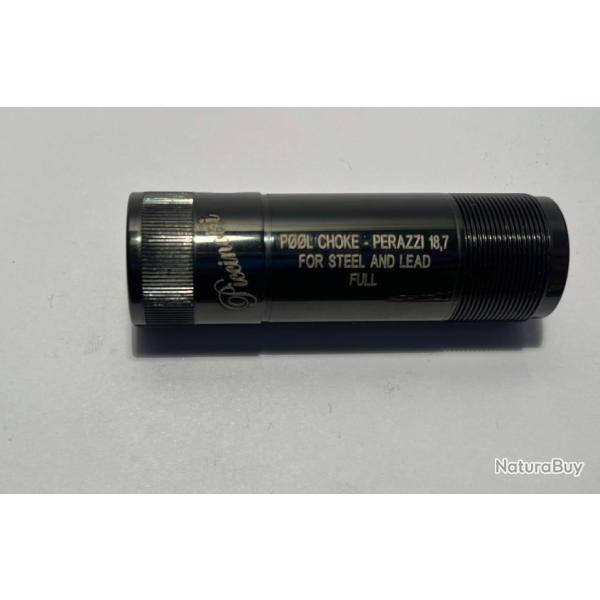 PØØL CHOKE - PERAZZI 18,7
FOR STEEL AND LEAD
FULL
NaturaBuy